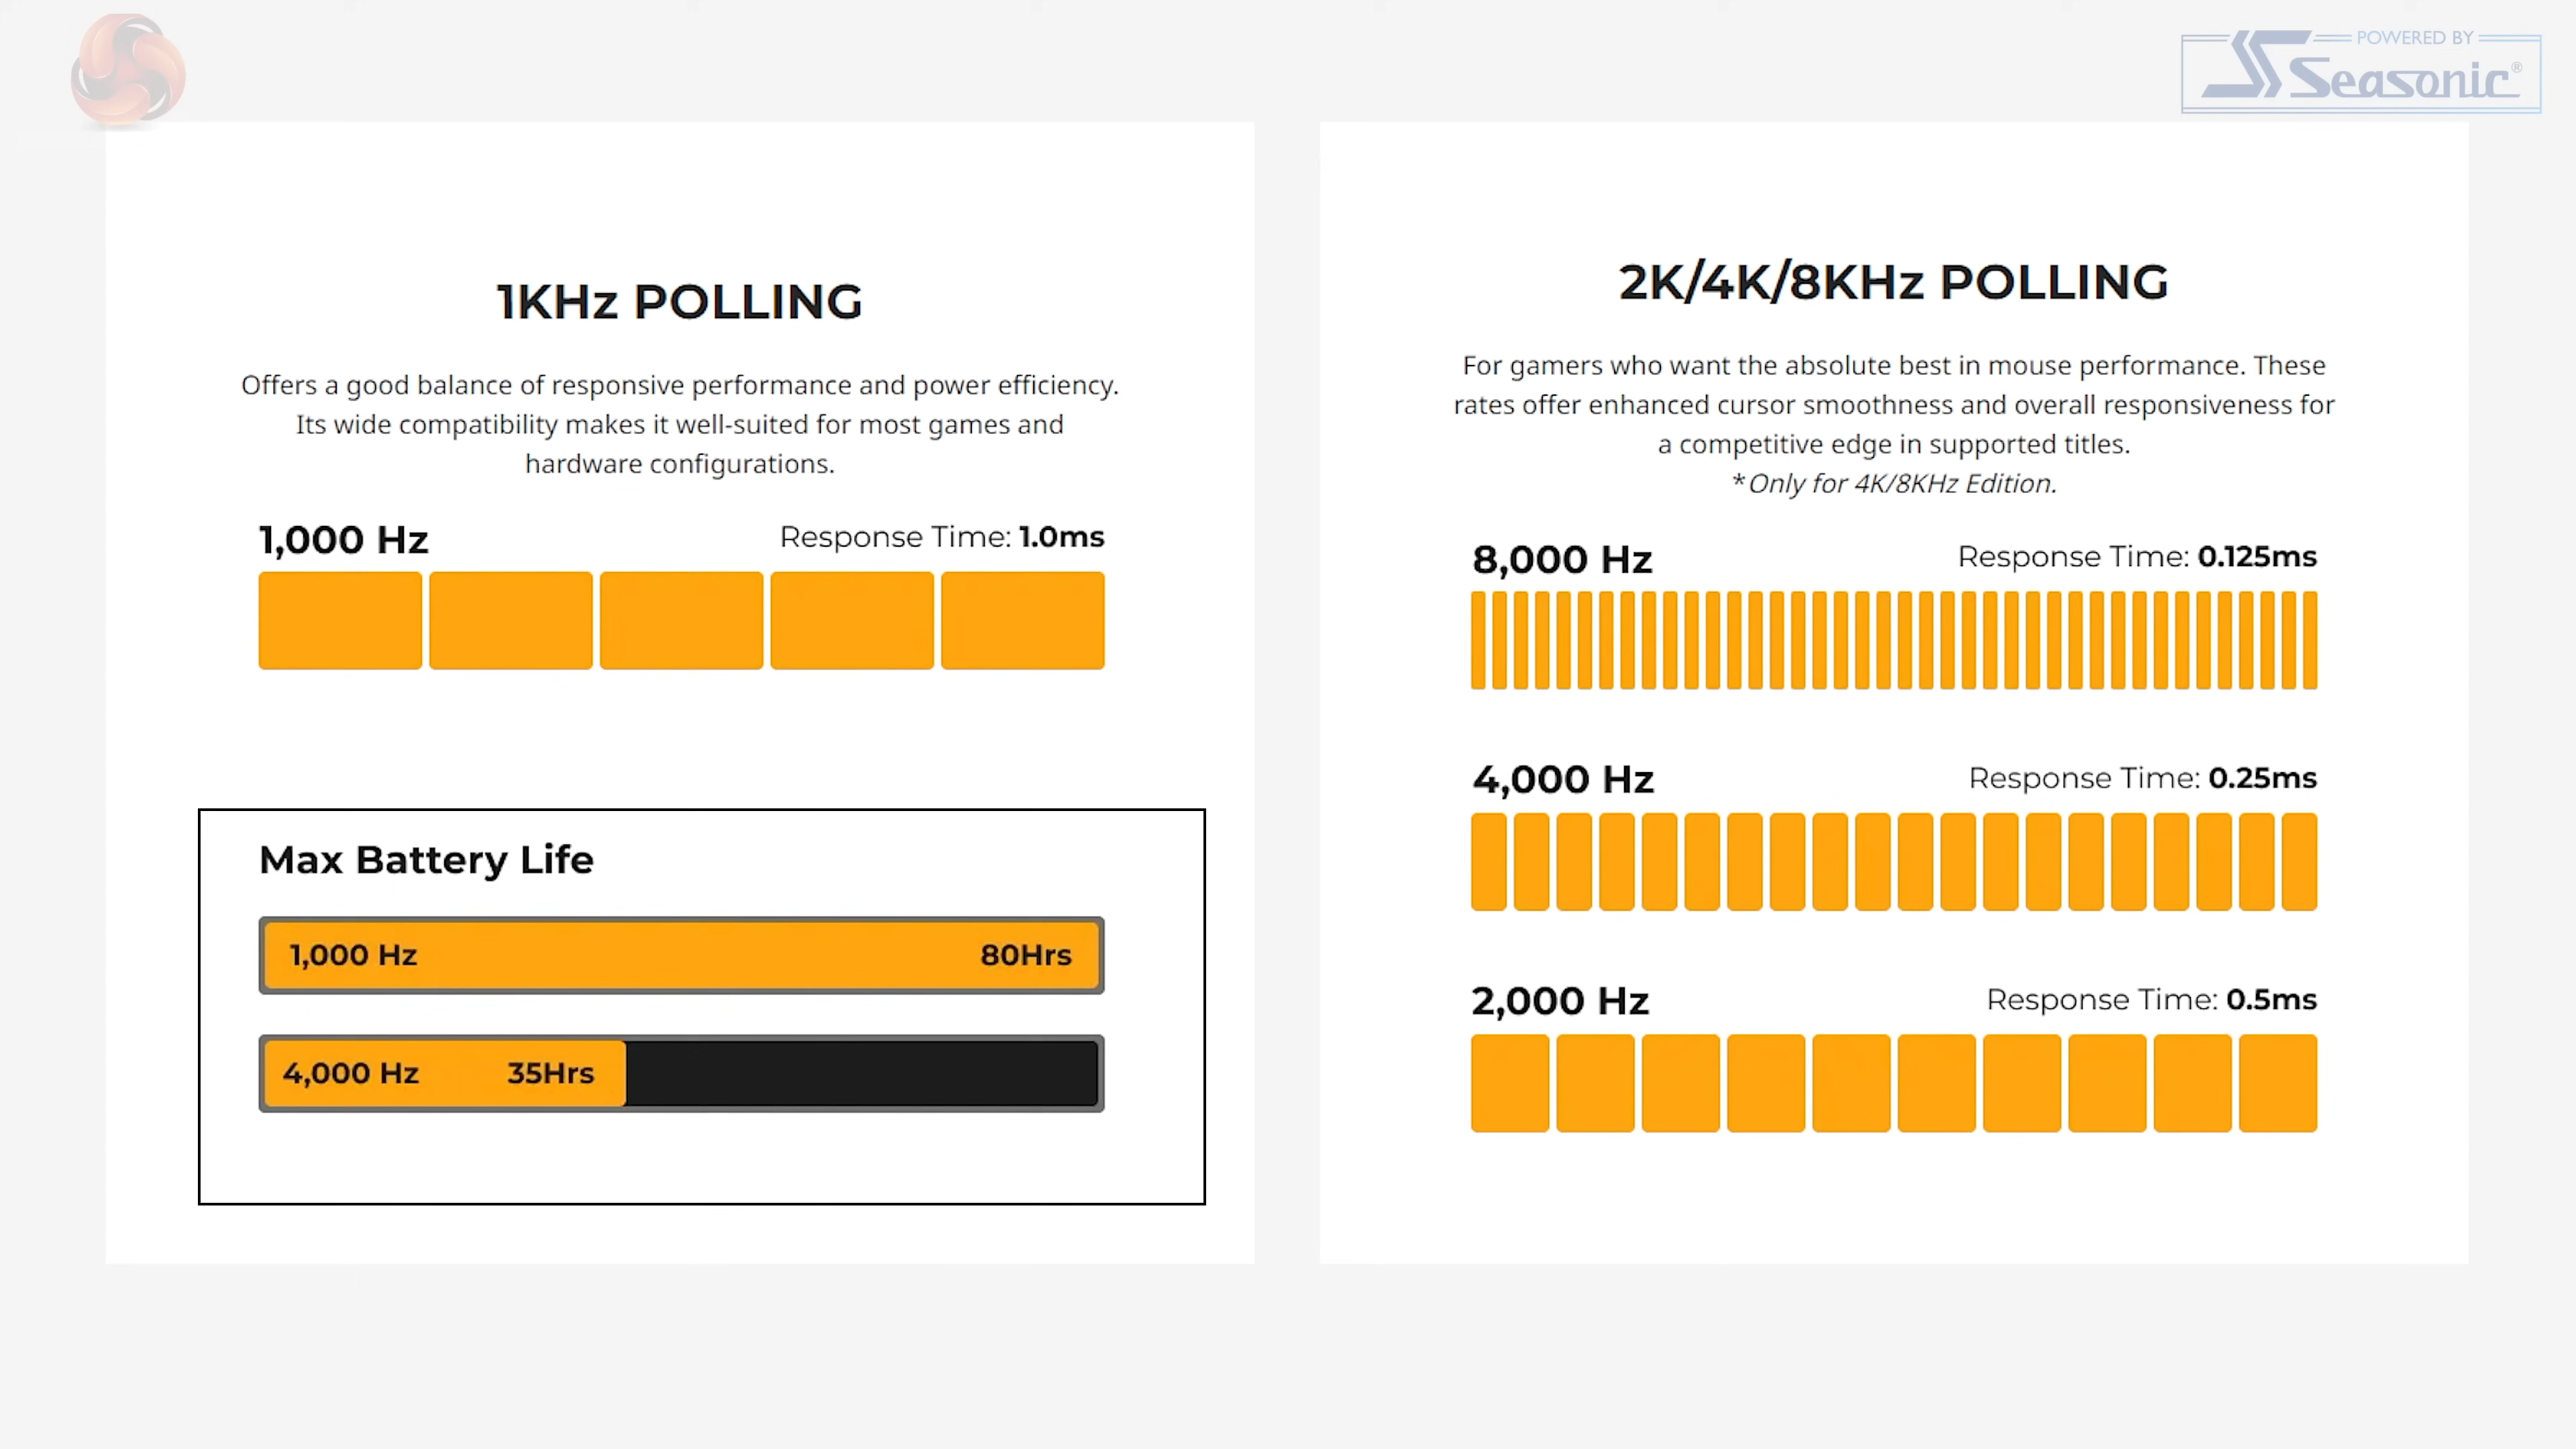 POWERED BY
Seasonic®
1KHz POLLING
Offers a good balance of responsive performance and power efficiency.
Its wide compatibility makes it well-suited for most games and
hardware configurations.
1,000 Hz
Response Time: 1.0ms
Max Battery Life
1,000 Hz
80Hrs
4,000 Hz
35Hrs
2K/4K/8KHz POLLING
For gamers who want the absolute best in mouse performance. These
rates offer enhanced cursor smoothness and overall responsiveness for
a competitive edge in supported titles.
*Only for 4K/8KHz Edition.
8,000 Hz
Response Time: 0.125ms
4,000 Hz
Response Time: 0.25ms
2,000 Hz
Response Time: 0.5ms